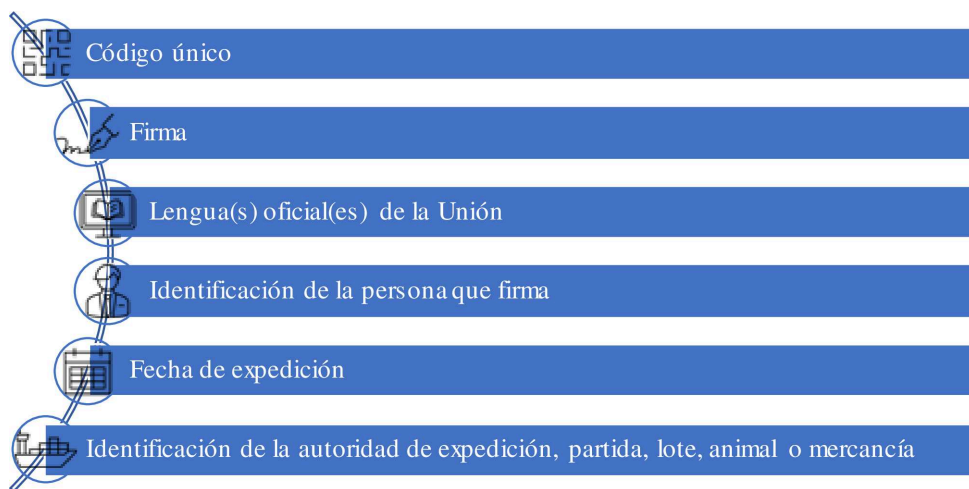 Código único
Firma
Lengua(s) oficial(es) de la Unión
Identificación de la persona que firma
Fecha de expedición
Identificación de la autoridad de expedición, partida, lote, animal o mercancía